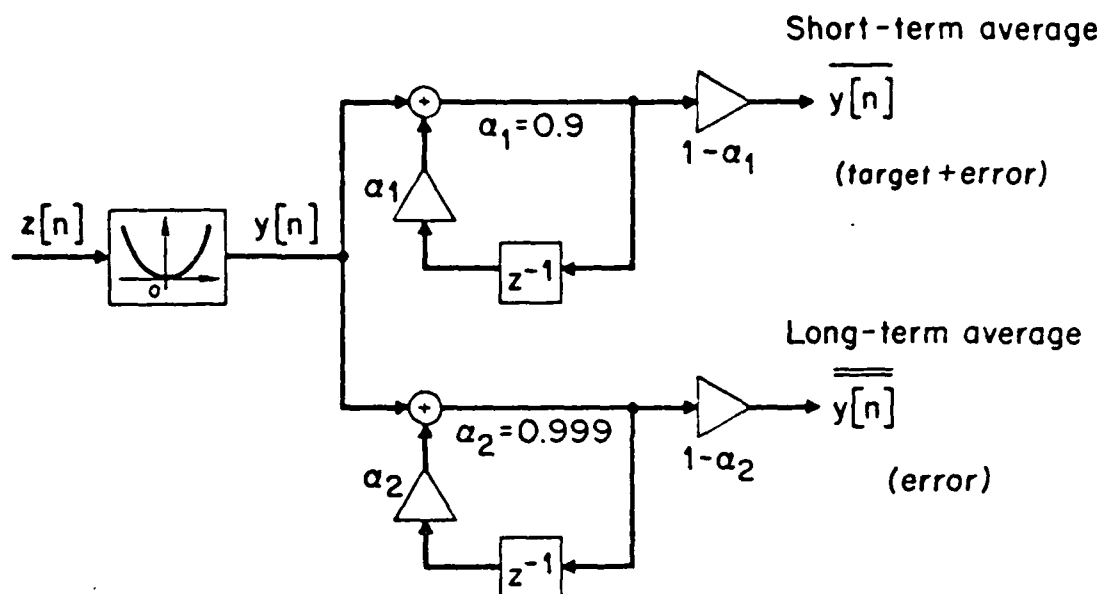 Short-term average
y[n]
α₁=0.9
1-α₁
(target+error)
α₁
z[n]
y[n]
0
z⁻¹
Long-term average
y[n]
α₂=0.999
1-α₂
(error)
α₂
z⁻¹